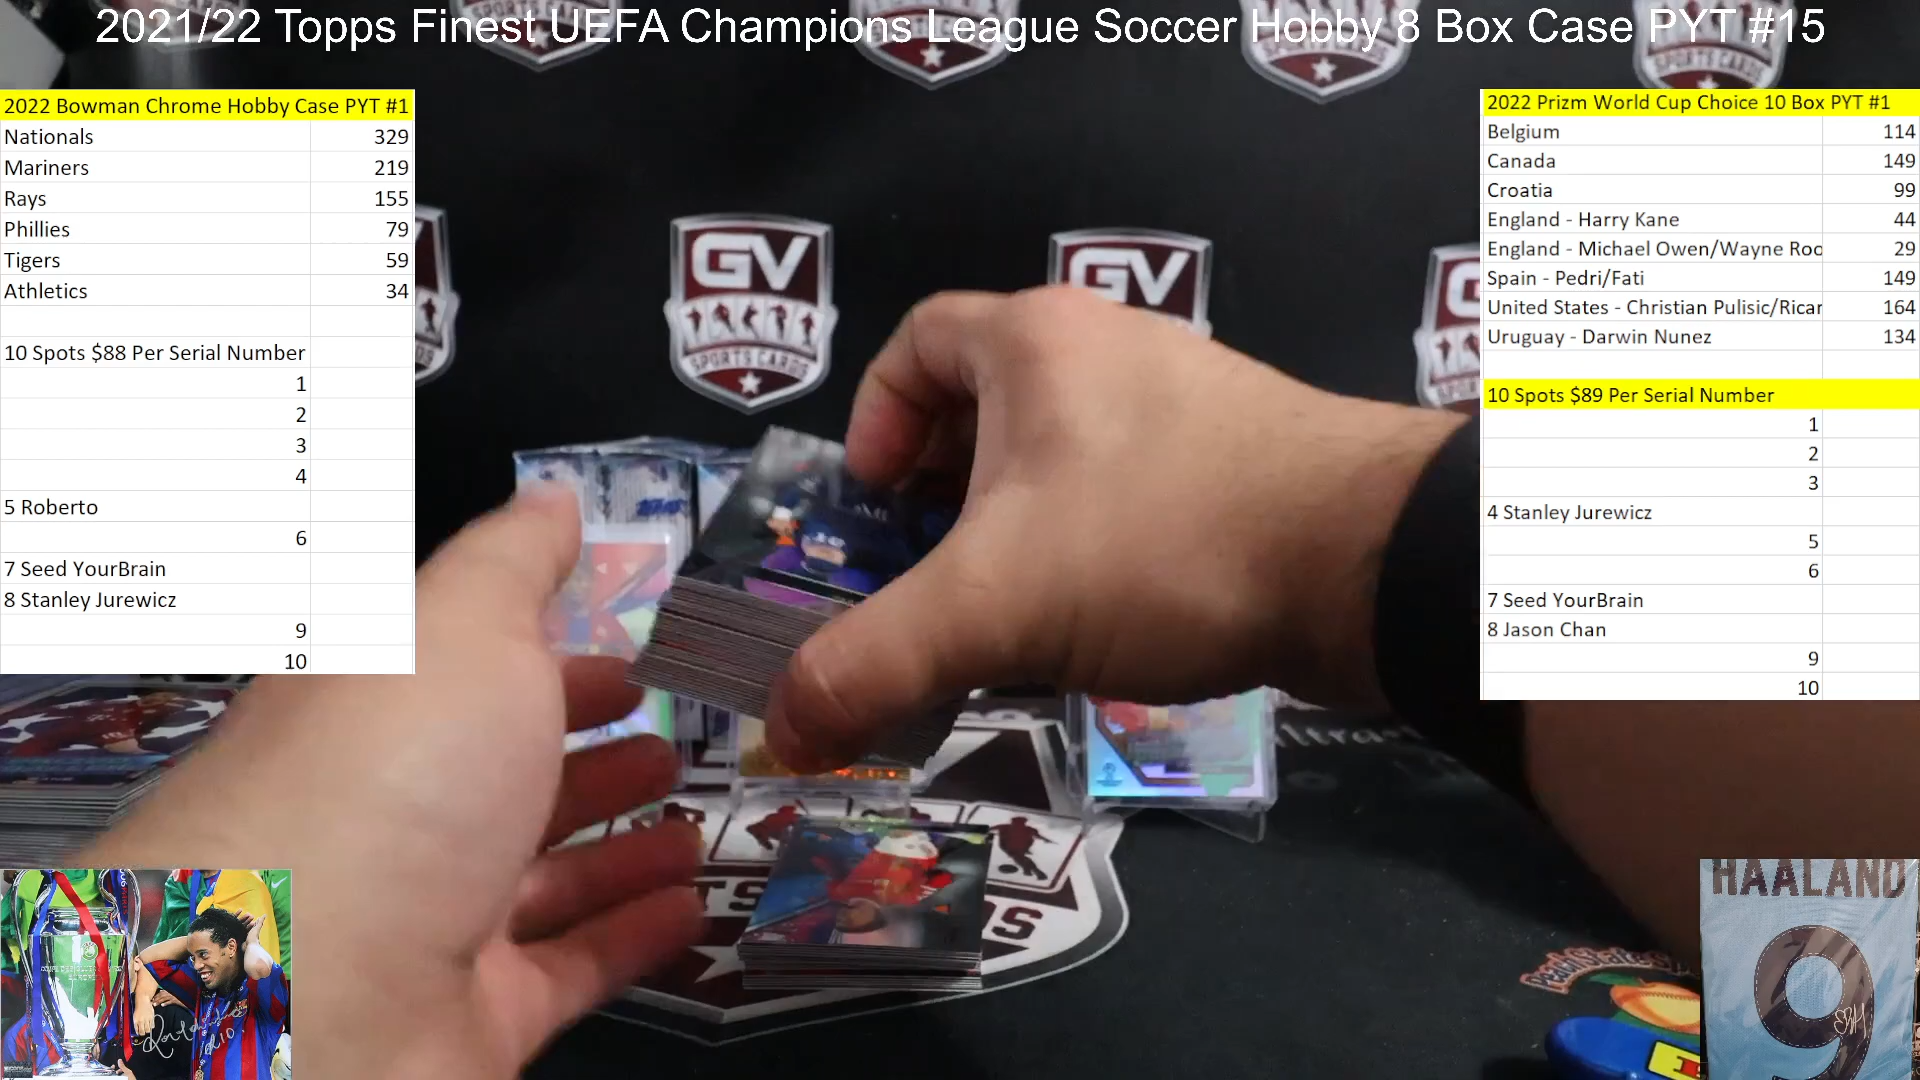 2021/22 Topps Finest UEFA Champions League Soccer Hobby 8 Box Case PYT #15
2022 Bowman Chrome Hobby Case PYT #1
Nationals 329
Mariners 219
Rays 155
Phillies 79
Tigers 59
Athletics 34
10 Spots $88 Per Serial Number
1
2
3
4
5 Roberto
6
7 Seed YourBrain
8 Stanley Jurewicz
9
10
2022 Prizm World Cup Choice 10 Box PYT #1
Belgium 114
Canada 149
Croatia 99
England - Harry Kane 44
England - Michael Owen/Wayne Roo 29
Spain - Pedri/Fati 149
United States - Christian Pulisic/Ricar 164
Uruguay - Darwin Nunez 134
10 Spots $89 Per Serial Number
1
2
3
4 Stanley Jurewicz
5
6
7 Seed YourBrain
8 Jason Chan
9
10
SPORTS CARDS
SPORTS CARDS
GV
SPORTS CARDS
GV
HAALAND
9